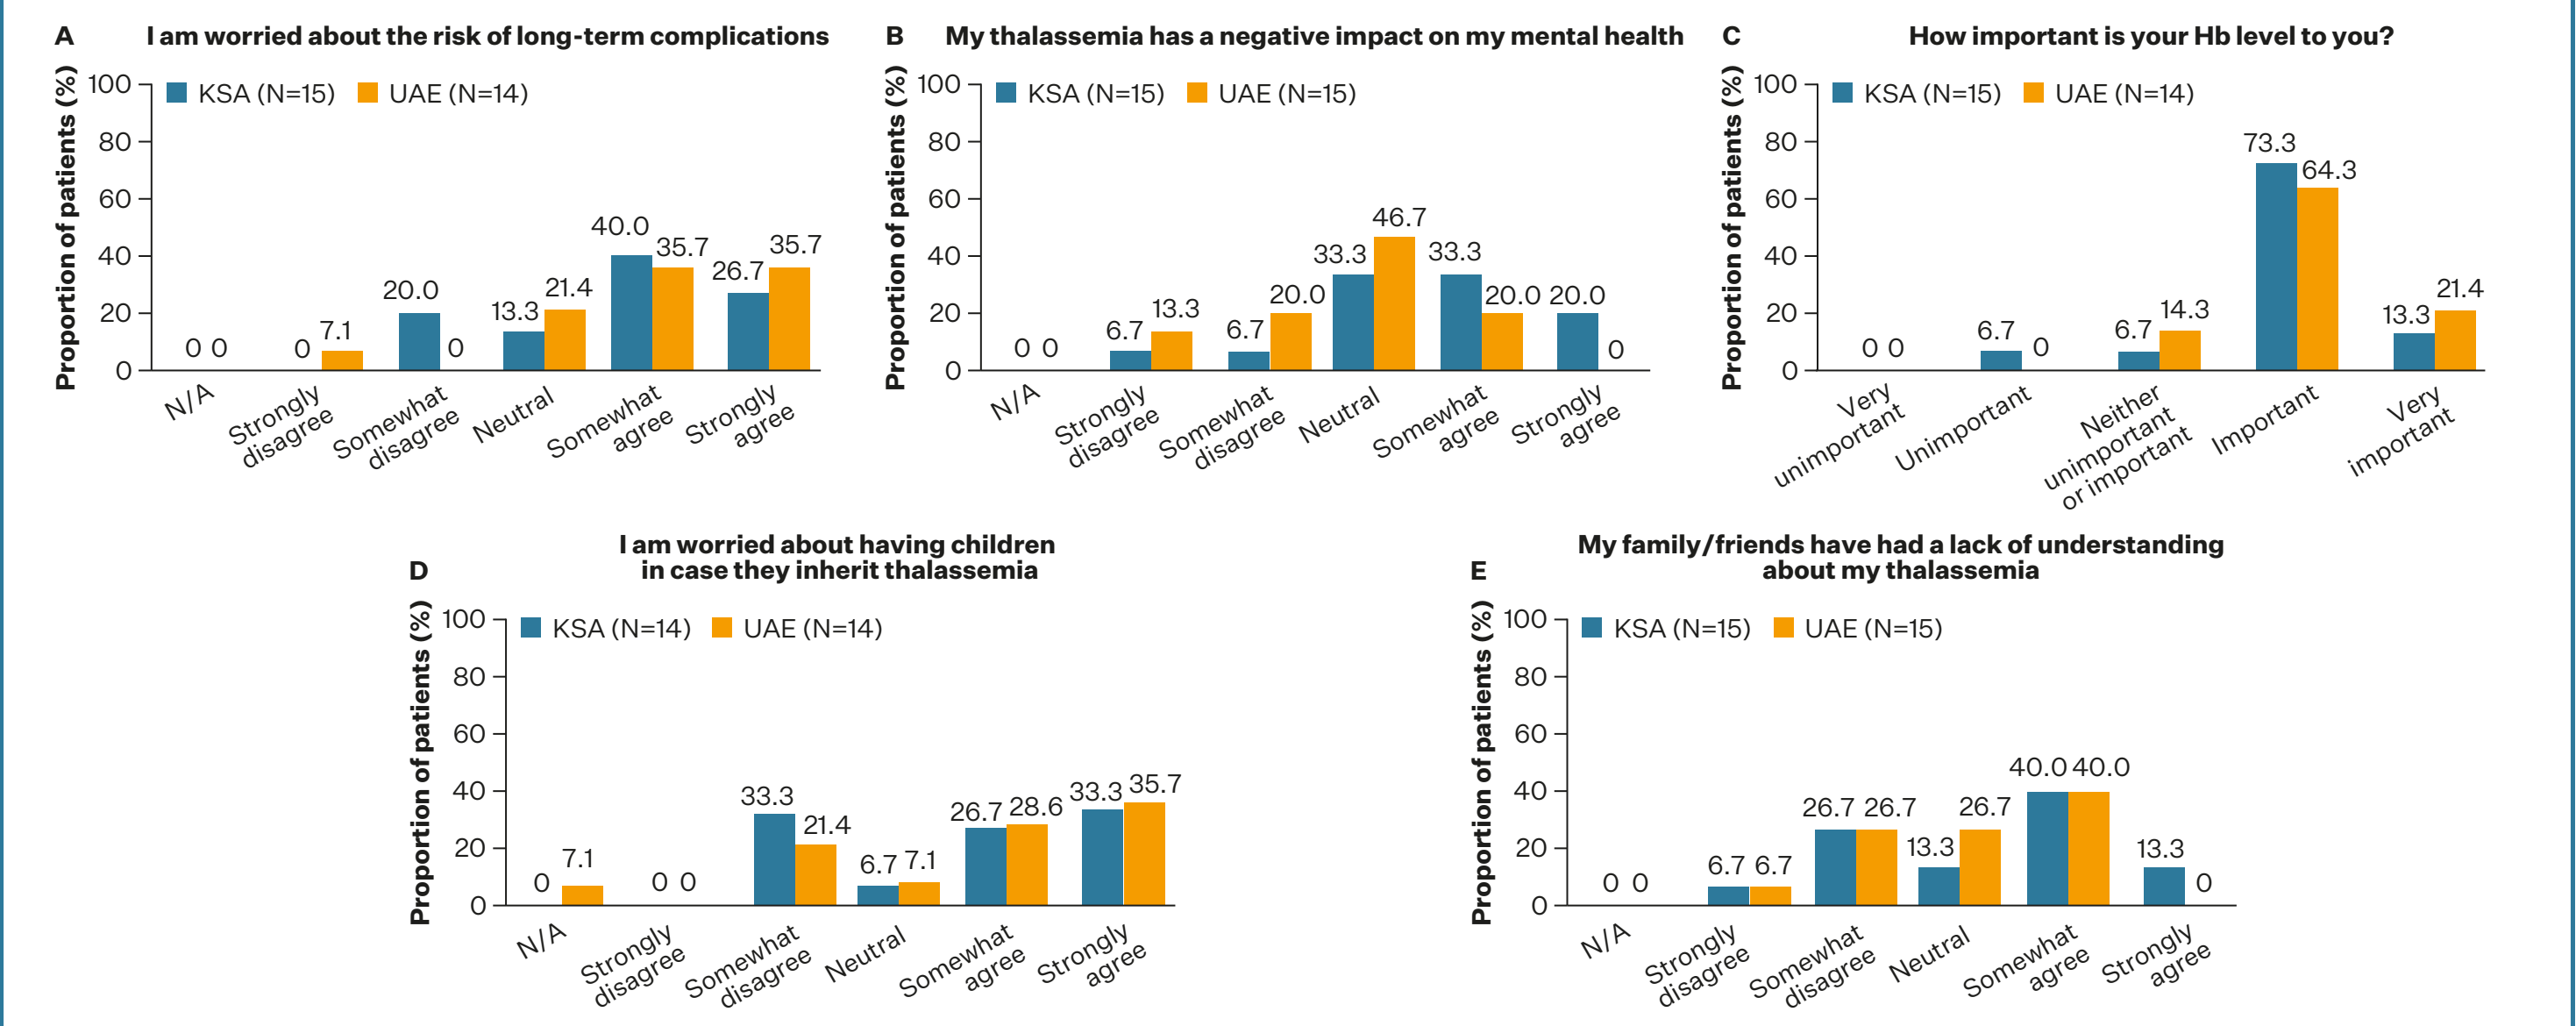 A I am worried about the risk of long-term complications
Proportion of patients (%)
KSA (N=15) UAE (N=14)
100
80
60
40
20
0
0 0
0 7.1
20.0 0
13.3 21.4
40.0 35.7
26.7 35.7
N/A
Strongly
disagree
Somewhat
disagree
Neutral
Somewhat
agree
Strongly
agree
B My thalassemia has a negative impact on my mental health
Proportion of patients (%)
KSA (N=15) UAE (N=15)
100
80
60
40
20
0
0 0
6.7 13.3
6.7 20.0
33.3 46.7
33.3 20.0
20.0 0
N/A
Strongly
disagree
Somewhat
disagree
Neutral
Somewhat
agree
Strongly
agree
C How important is your Hb level to you?
Proportion of patients (%)
KSA (N=15) UAE (N=14)
100
80
60
40
20
0
0 0
6.7 0
6.7 14.3
73.3 64.3
13.3 21.4
Very
unimportant
Unimportant
Neither
unimportant
or important
Important
Very
important
D I am worried about having children
in case they inherit thalassemia
Proportion of patients (%)
KSA (N=14) UAE (N=14)
100
80
60
40
20
0
0 7.1
0 0
33.3 21.4
6.7 7.1
26.7 28.6
33.3 35.7
N/A
Strongly
disagree
Somewhat
disagree
Neutral
Somewhat
agree
Strongly
agree
E My family/friends have had a lack of understanding
about my thalassemia
Proportion of patients (%)
KSA (N=15) UAE (N=15)
100
80
60
40
20
0
0 0
6.7 6.7
26.7 26.7
13.3 26.7
40.0 40.0
13.3 0
N/A
Strongly
disagree
Somewhat
disagree
Neutral
Somewhat
agree
Strongly
agree